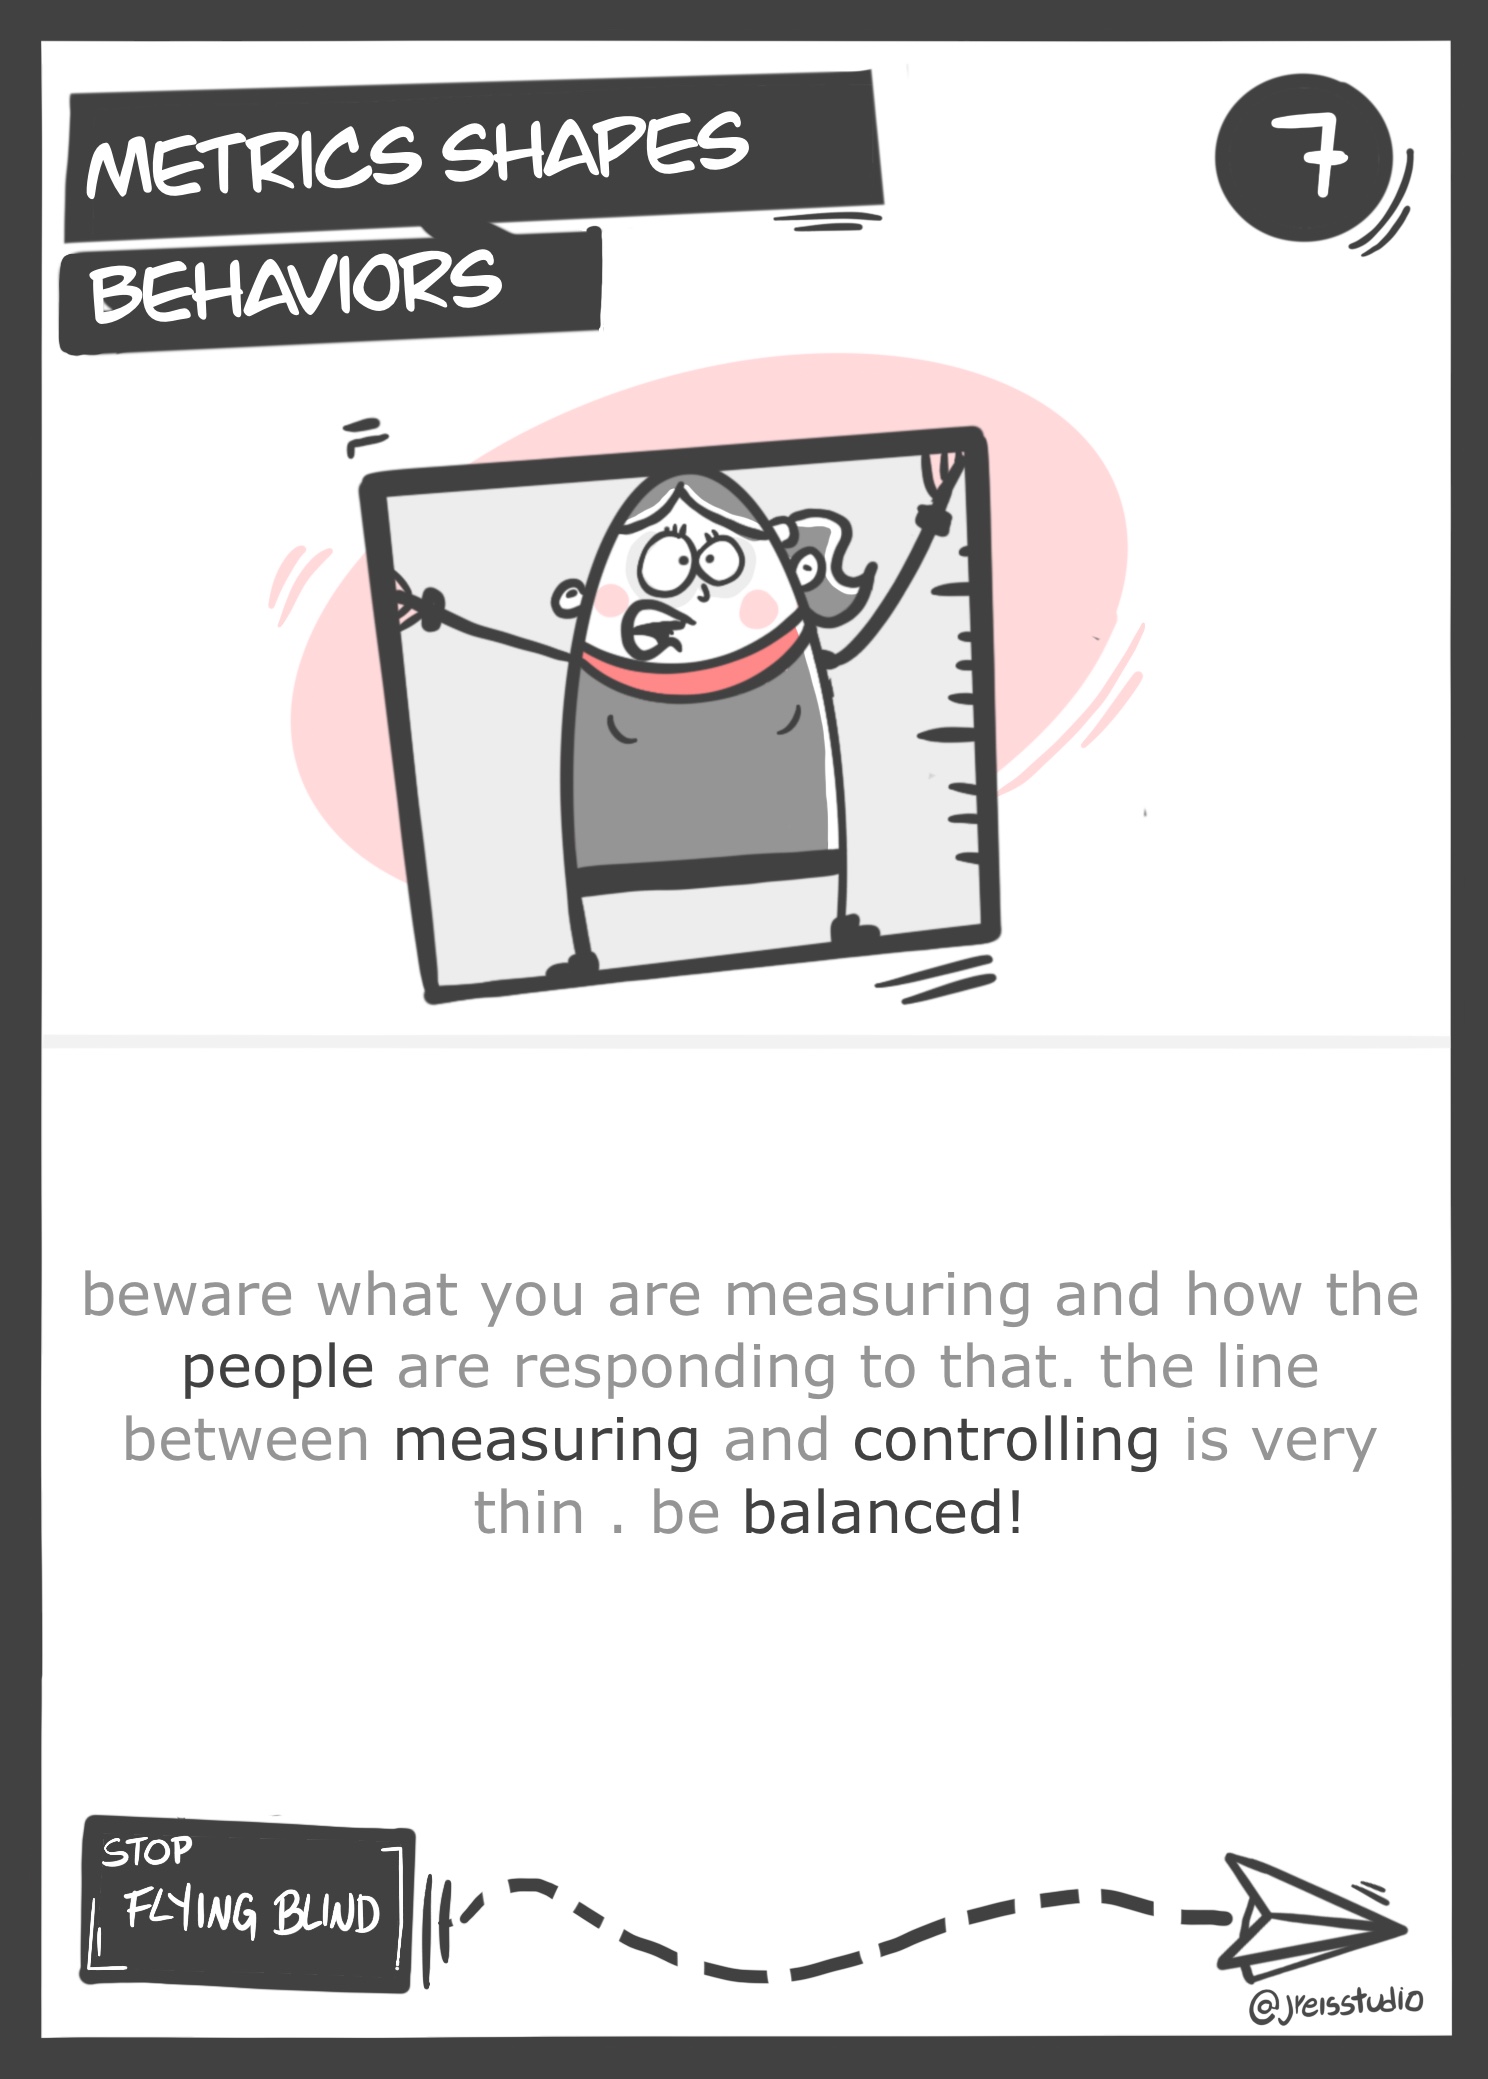 METRICS SHAPES
7
BEHAVIORS
beware what you are measuring and how the
people are responding to that. the line
between measuring and controlling is very
thin . be balanced!
STOP
FLYING BLIND
@jreisstudio